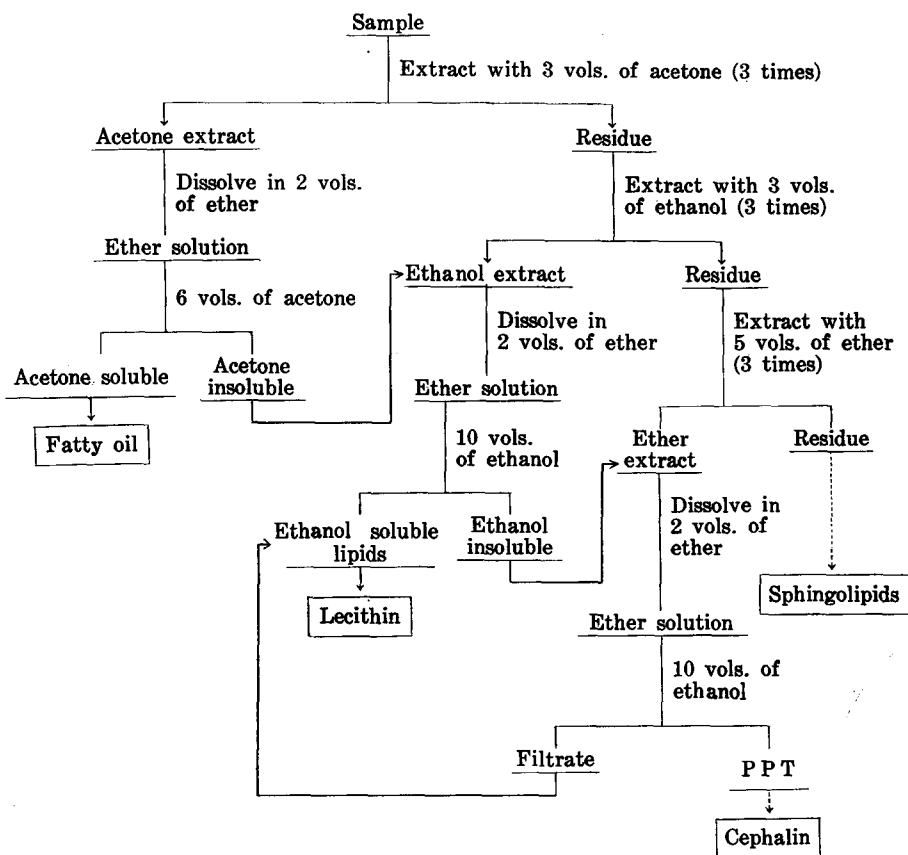 Sample
Extract with 3 vols. of acetone (3 times)
Acetone extract
Residue
Dissolve in 2 vols.
of ether
Extract with 3 vols.
of ethanol (3 times)
Ether solution
Ethanol extract
Residue
6 vols. of acetone
Dissolve in
2 vols. of ether
Extract with
5 vols. of ether
(3 times)
Acetone soluble
Acetone
insoluble
Ether solution
Fatty oil
10 vols.
of ethanol
Ether
extract
Residue
Ethanol soluble
lipids
Ethanol
insoluble
Dissolve in
2 vols. of
ether
Lecithin
Sphingolipids
Ether solution
10 vols. of
ethanol
Filtrate
PPT
Cephalin